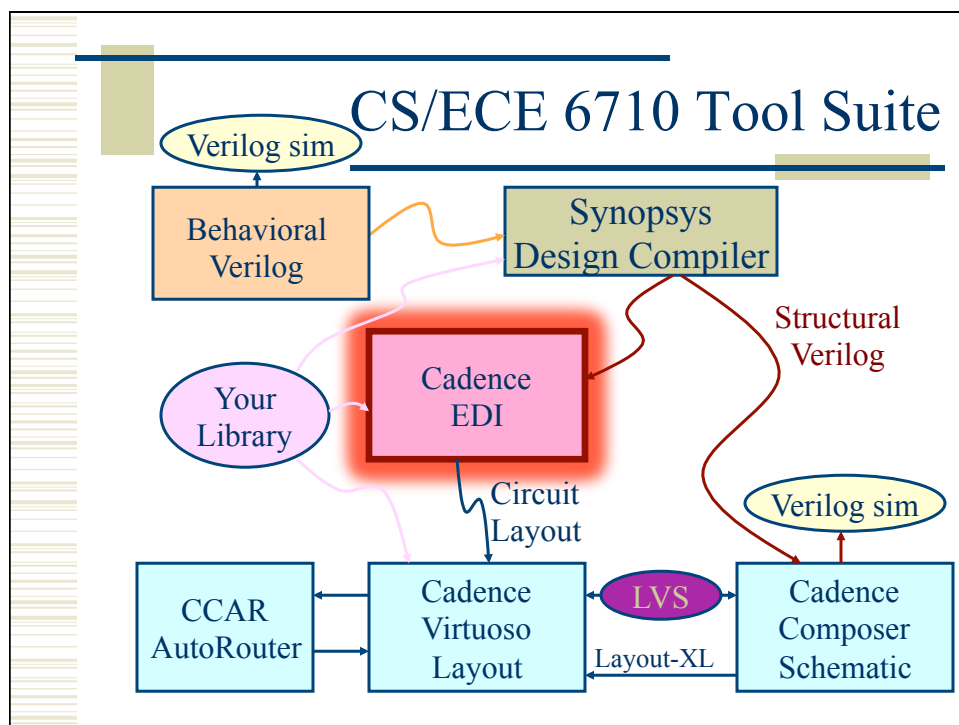 CS/ECE 6710 Tool Suite
Verilog sim
Behavioral
Verilog
Synopsys
Design Compiler
Structural
Verilog
Your
Library
Cadence
EDI
Circuit
Layout
Verilog sim
CCAR
AutoRouter
Cadence
Virtuoso
Layout
LVS
Layout-XL
Cadence
Composer
Schematic